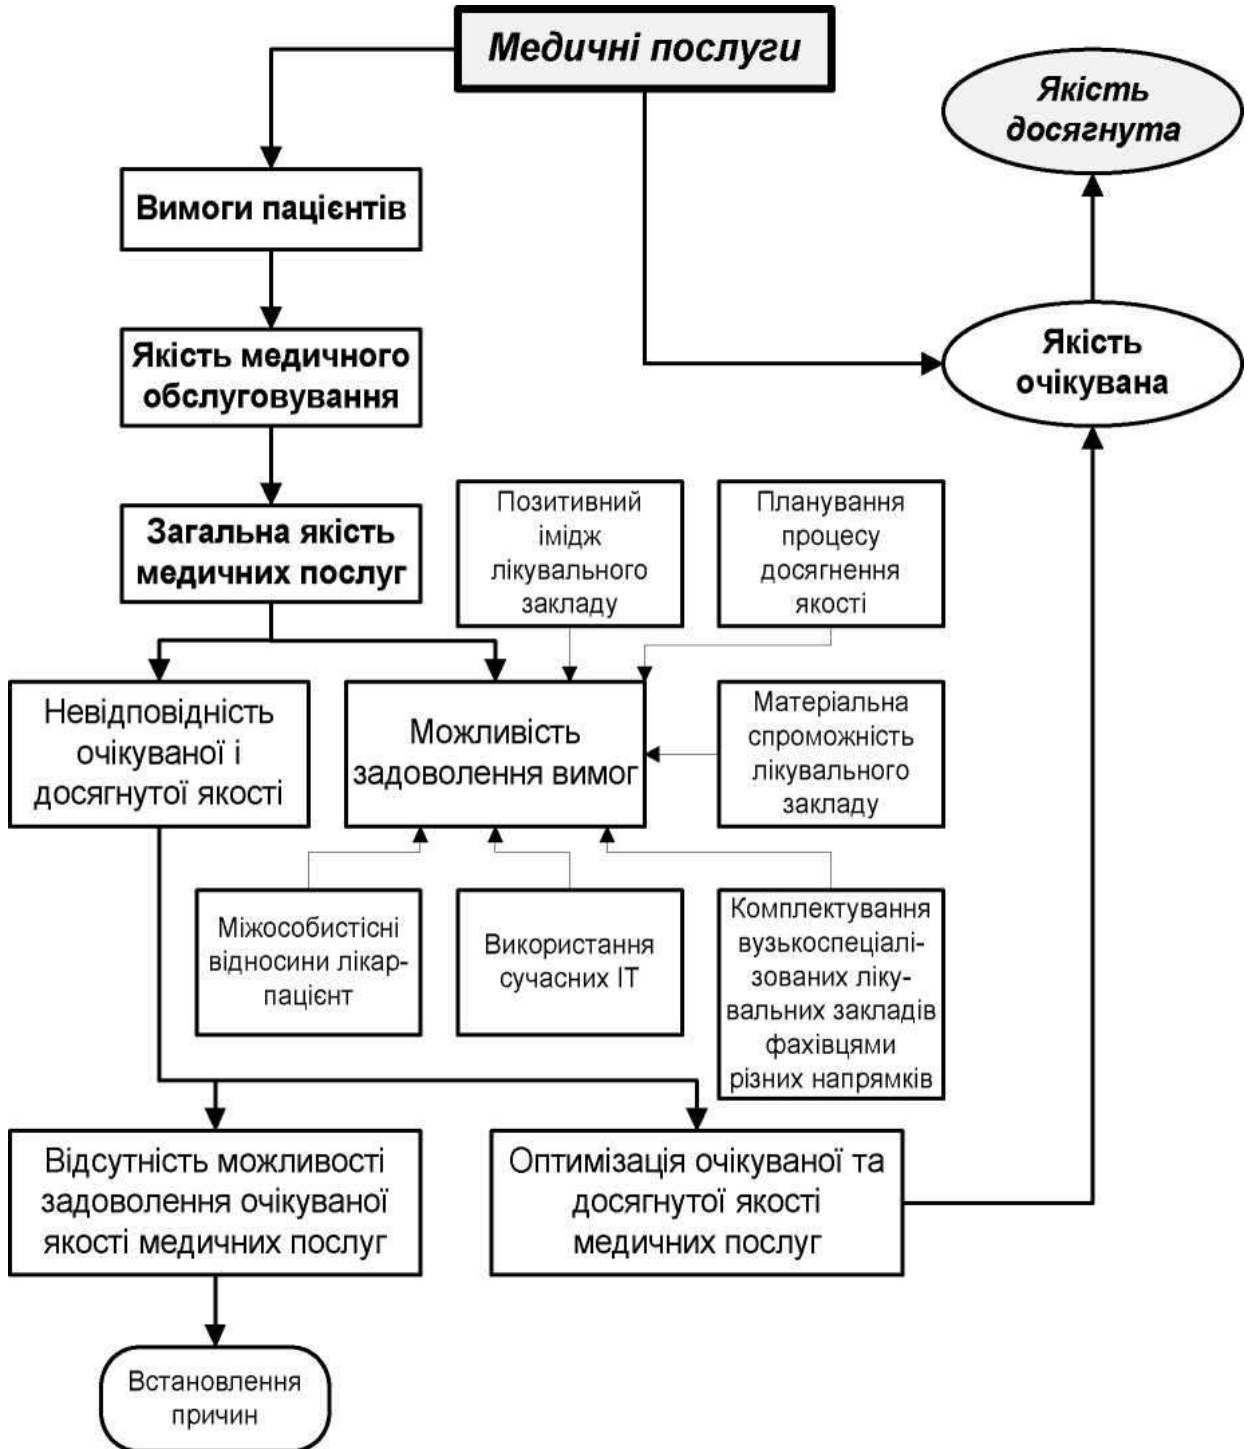 Медичні послуги
Якість
досягнута
Вимоги пацієнтів
Якість медичного
обслуговування
Якість
очікувана
Загальна якість
медичних послуг
Позитивний
імідж
лікувального
закладу
Планування
процесу
досягнення
якості
Невідповідність
очікуваної і
досягнутої якості
Можливість
задоволення вимог
Матеріальна
спроможність
лікувального
закладу
Міжособистісні
відносини лікар-
пацієнт
Використання
сучасних ІТ
Комплектування
вузькоспеціалі-
зованих ліку-
вальних закладів
фахівцями
різних напрямків
Відсутність можливості
задоволення очікуваної
якості медичних послуг
Оптимізація очікуваної та
досягнутої якості
медичних послуг
Встановлення
причин